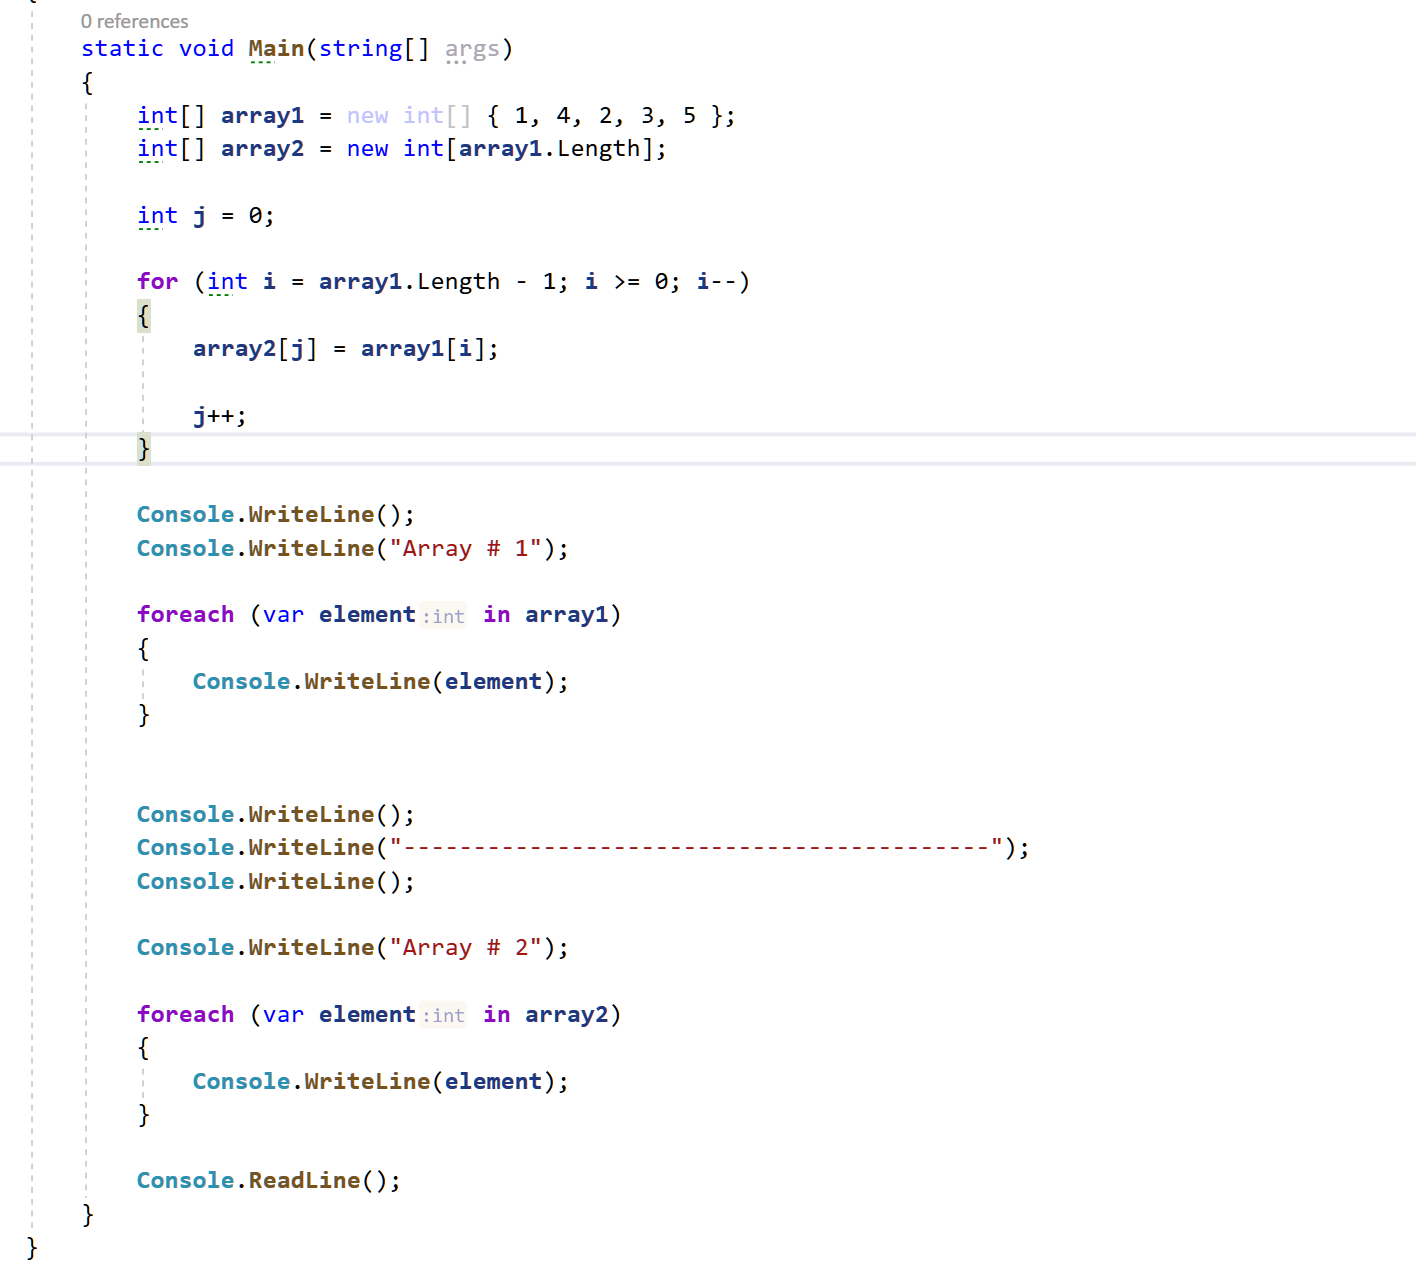 0 references
static void Main(string[] args)
{
int[] array1 = new int[] { 1, 4, 2, 3, 5 };
int[] array2 = new int[array1.Length];
int j = 0;
for (int i = array1.Length - 1; i >= 0; i--)
{
array2[j] = array1[i];
j++;
}
Console.WriteLine();
Console.WriteLine("Array # 1");
foreach (var element :int in array1)
{
Console.WriteLine(element);
}
Console.WriteLine();
Console.WriteLine("------------------------------------------");
Console.WriteLine();
Console.WriteLine("Array # 2");
foreach (var element :int in array2)
{
Console.WriteLine(element);
}
Console.ReadLine();
}
}